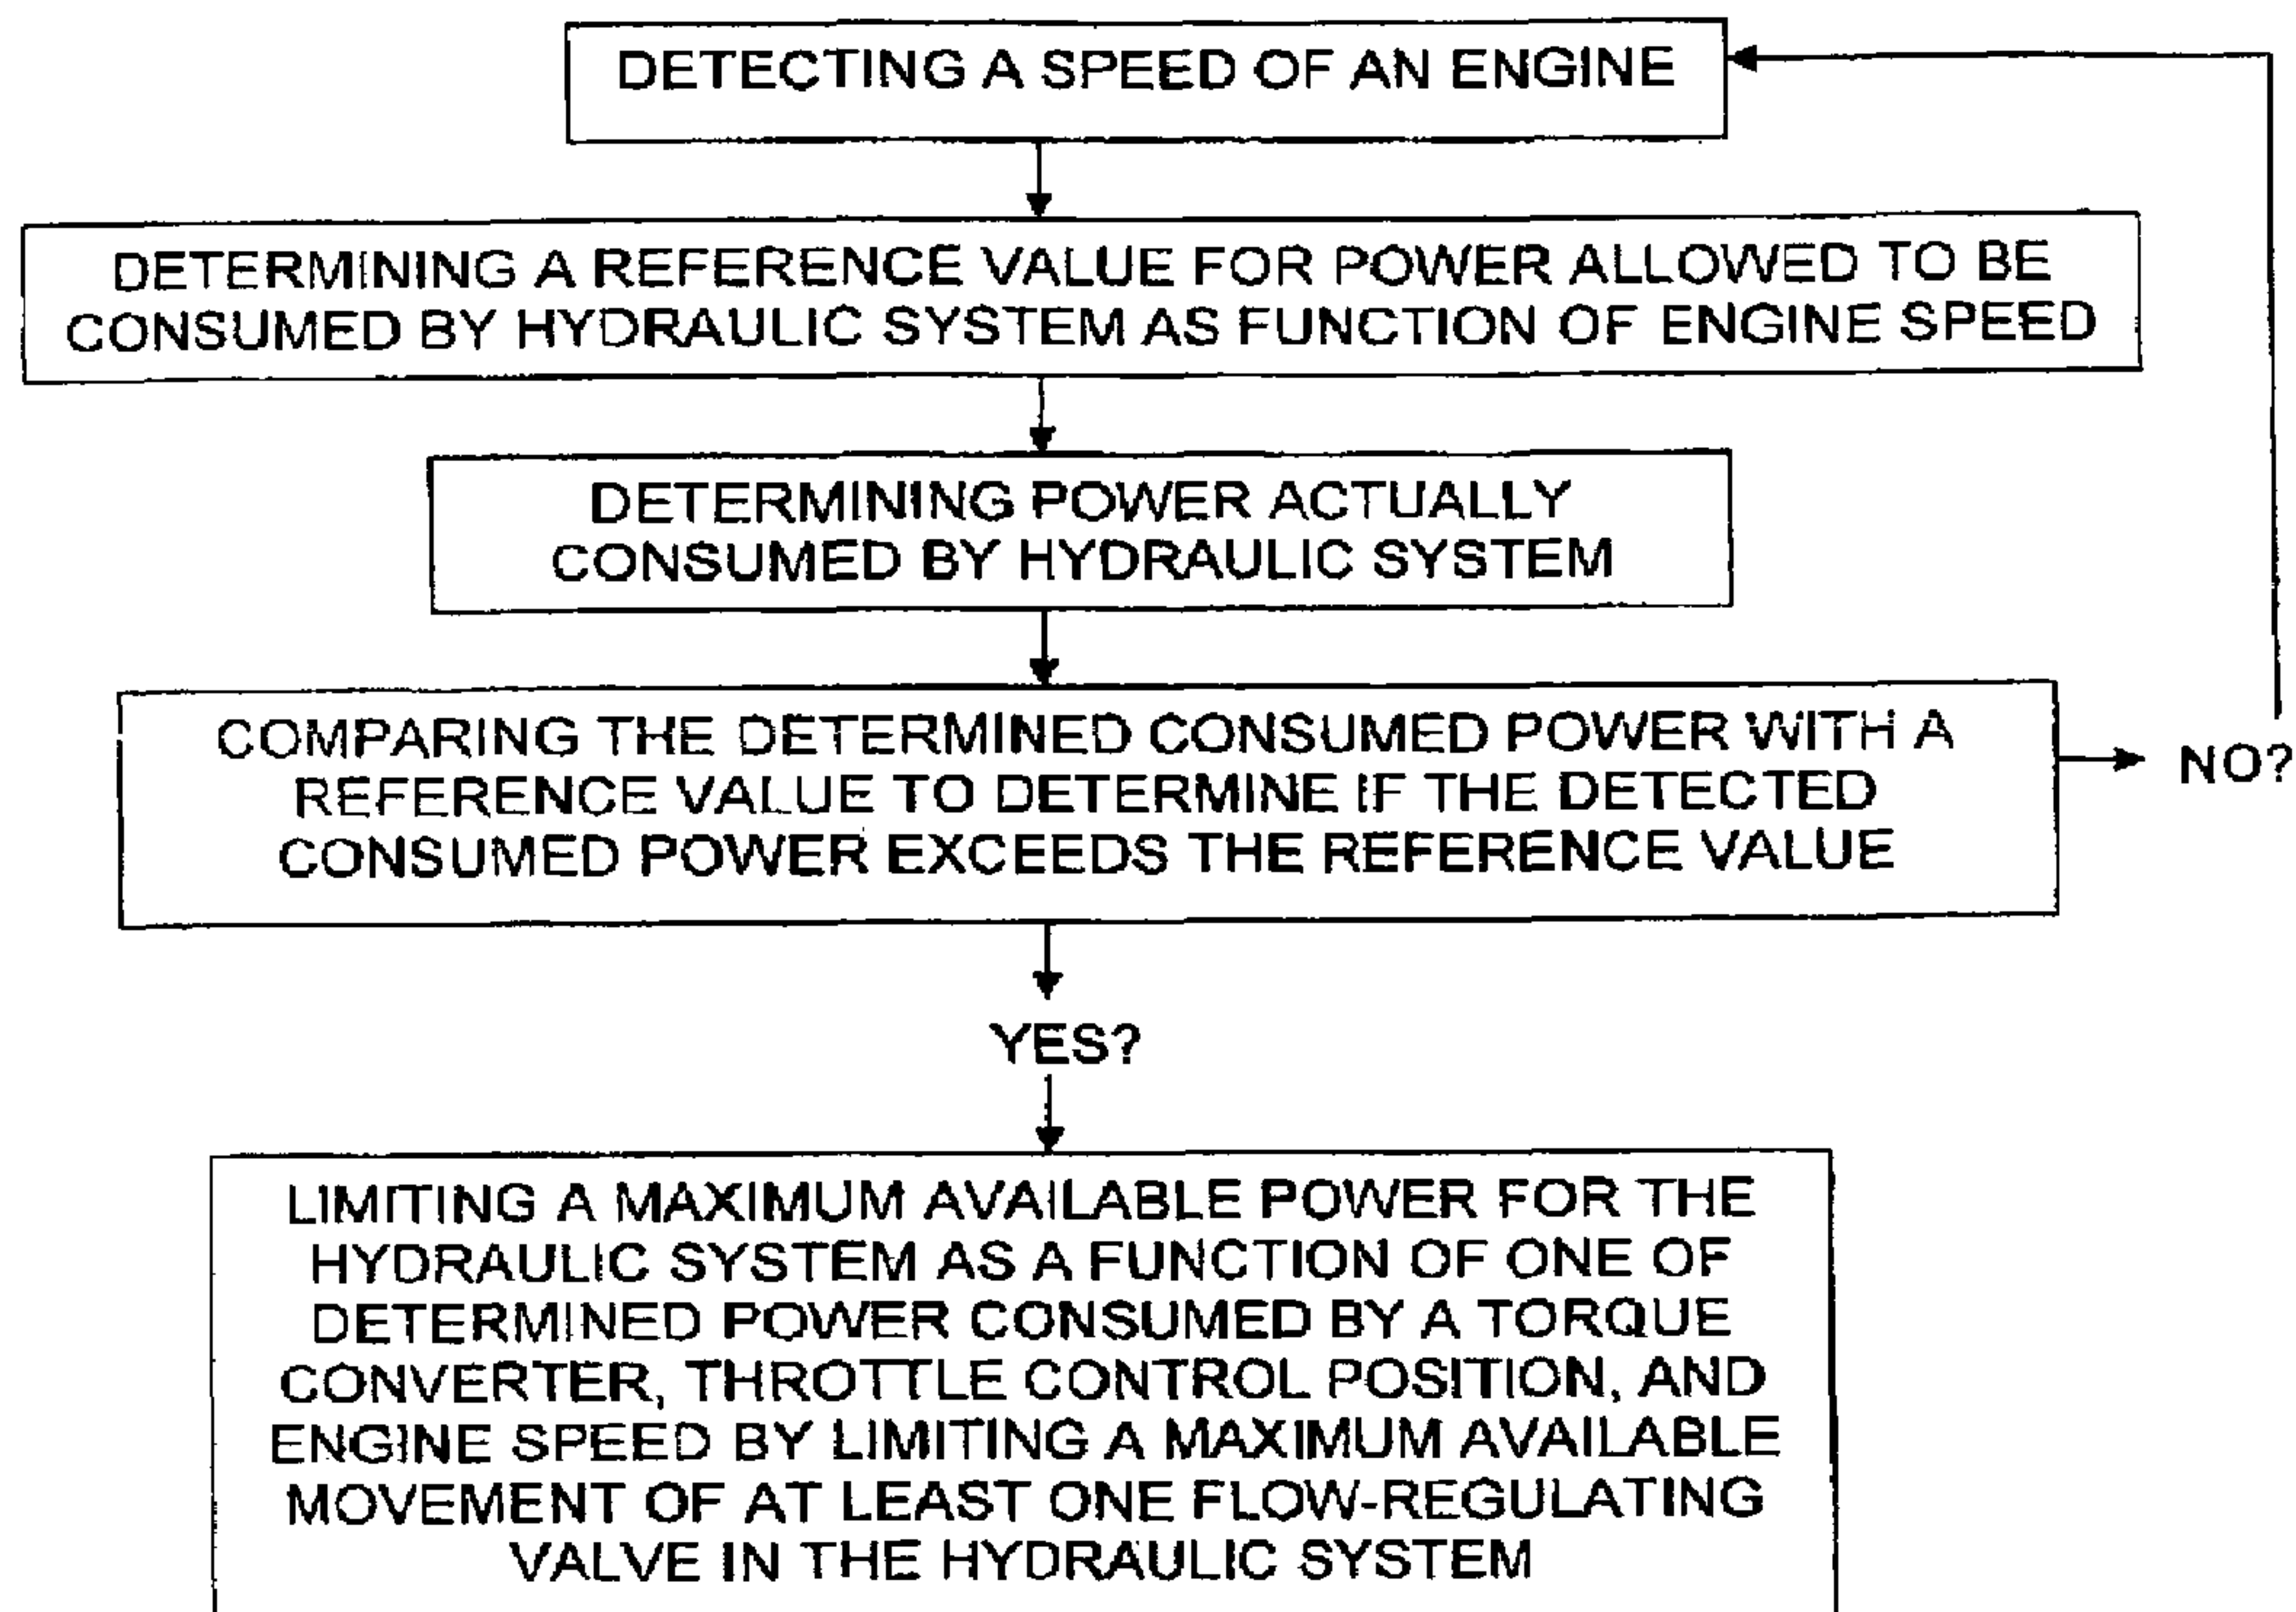 DETECTING A SPEED OF AN ENGINE
DETERMINING A REFERENCE VALUE FOR POWER ALLOWED TO BE
CONSUMED BY HYDRAULIC SYSTEM AS FUNCTION OF ENGINE SPEED
DETERMINING POWER ACTUALLY
CONSUMED BY HYDRAULIC SYSTEM
COMPARING THE DETERMINED CONSUMED POWER WITH A
REFERENCE VALUE TO DETERMINE IF THE DETECTED
CONSUMED POWER EXCEEDS THE REFERENCE VALUE
NO?
YES?
LIMITING A MAXIMUM AVAILABLE POWER FOR THE
HYDRAULIC SYSTEM AS A FUNCTION OF ONE OF
DETERMINED POWER CONSUMED BY A TORQUE
CONVERTER, THROTTLE CONTROL POSITION, AND
ENGINE SPEED BY LIMITING A MAXIMUM AVAILABLE
MOVEMENT OF AT LEAST ONE FLOW-REGULATING
VALVE IN THE HYDRAULIC SYSTEM